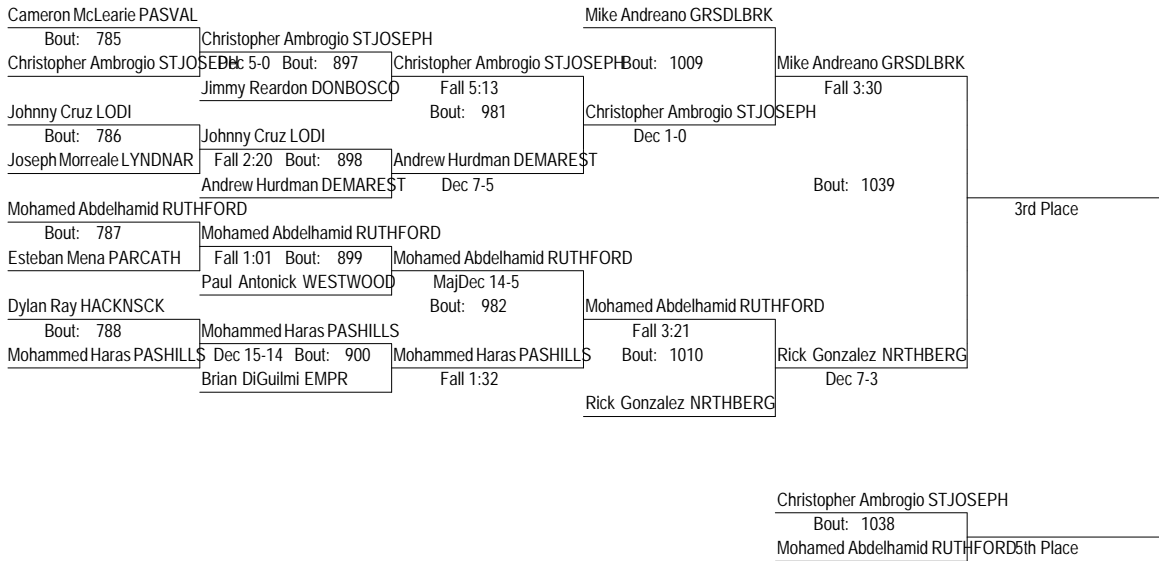 Cameron McLearie PASVAL
Bout: 785
Christopher Ambrogio STJOSEPH
Johnny Cruz LODI
Bout: 786
Joseph Morreale LYNDNAR
Mohamed Abdelhamid RUTHFORD
Bout: 787
Esteban Mena PARCATH
Dylan Ray HACKNSCK
Bout: 788
Mohammed Haras PASHILLS
Christopher Ambrogio STJOSEPH
Dec 5-0 Bout: 897
Jimmy Reardon DONBOSCO
Johnny Cruz LODI
Fall 2:20 Bout: 898
Andrew Hurdman DEMAREST
Mohamed Abdelhamid RUTHFORD
Fall 1:01 Bout: 899
Paul Antonick WESTWOOD
Mohammed Haras PASHILLS
Dec 15-14 Bout: 900
Brian DiGuilmi EMPR
Christopher Ambrogio STJOSEPH
Fall 5:13
Bout: 981
Andrew Hurdman DEMAREST
Dec 7-5
Mohamed Abdelhamid RUTHFORD
MajDec 14-5
Bout: 982
Mohammed Haras PASHILLS
Fall 1:32
Mike Andreano GRSDLBRK
Bout: 1009
Christopher Ambrogio STJOSEPH
Dec 1-0
Mohamed Abdelhamid RUTHFORD
Fall 3:21
Bout: 1010
Rick Gonzalez NRTHBERG
Mike Andreano GRSDLBRK
Fall 3:30
Bout: 1039
Rick Gonzalez NRTHBERG
Dec 7-3
3rd Place
Christopher Ambrogio STJOSEPH
Bout: 1038
Mohamed Abdelhamid RUTHFORD
5th Place